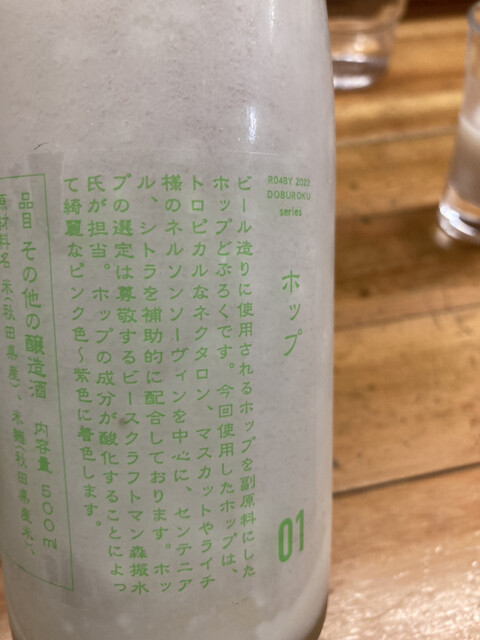 R04BY 2022
DOBUROKU
series
ホップ
01
ビール造りに使用されるホップを副原料にした
ホップどぶろくです。今回使用したホップは、
トロピカルなネクタロン、マスカットやライチ
様のネルソンソーヴィンを中心に、センテニア
ル、シトラを補助的に配合しております。ホッ
プの選定は尊敬するビースクラフトマン森振水
氏が担当。ホップの成分が酸化することによっ
て綺麗なピンク色〜紫色に着色します。
品目 その他の醸造酒 内容量 500ml
原材料名 米(秋田県産)、米麹(秋田県産米)、